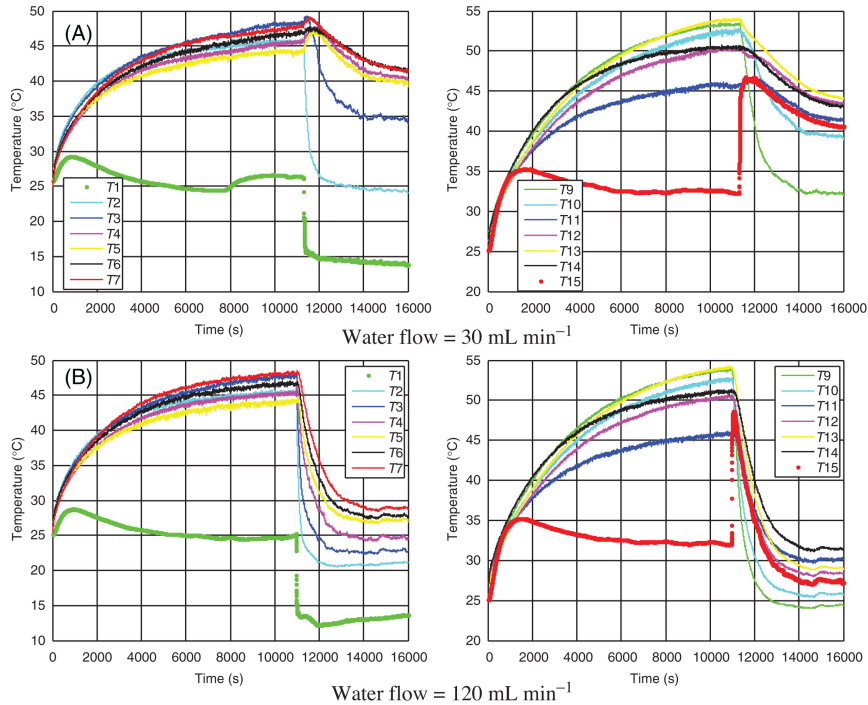 (A)
50
45
40
35
30
25
20
15
10
Temperature (°C)
T1
T2
T3
T4
T5
T6
T7
0 2000 4000 6000 8000 10000 12000 14000 16000
Time (s)
55
50
45
40
35
30
25
20
Temperature (°C)
T9
T10
T11
T12
T13
T14
T15
0 2000 4000 6000 8000 10000 12000 14000 16000
Time (s)
Water flow = 30 mL min⁻¹
(B)
50
45
40
35
30
25
20
15
10
Temperature (°C)
T1
T2
T3
T4
T5
T6
T7
0 2000 4000 6000 8000 10000 12000 14000 16000
Time (s)
55
50
45
40
35
30
25
20
Temperature (°C)
T9
T10
T11
T12
T13
T14
T15
0 2000 4000 6000 8000 10000 12000 14000 16000
Time (s)
Water flow = 120 mL min⁻¹